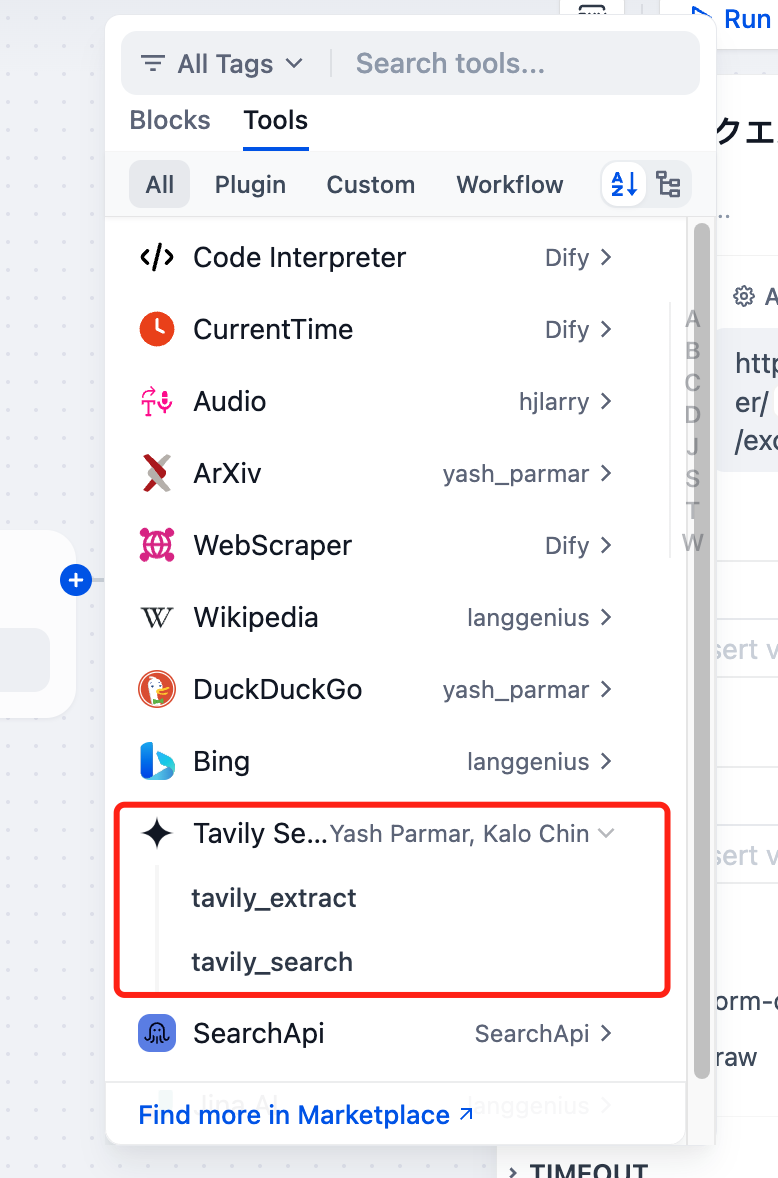 Run
All Tags
Search tools...
Blocks
Tools
All
Plugin
Custom
Workflow
A
Z
クエ
..
Code Interpreter
Dify
CurrentTime
Dify
Audio
hjlarry
ArXiv
yash_parmar
WebScraper
Dify
Wikipedia
langgenius
DuckDuckGo
yash_parmar
Bing
langgenius
Tavily Se...
Yash Parmar, Kalo Chin
tavily_extract
tavily_search
SearchApi
SearchApi
Jina AI
langgenius
Find more in Marketplace
A
B
C
D
J
S
T
W
A
http
er/
/exc
sert v
sert v
orm-c
raw
TIMEOUT